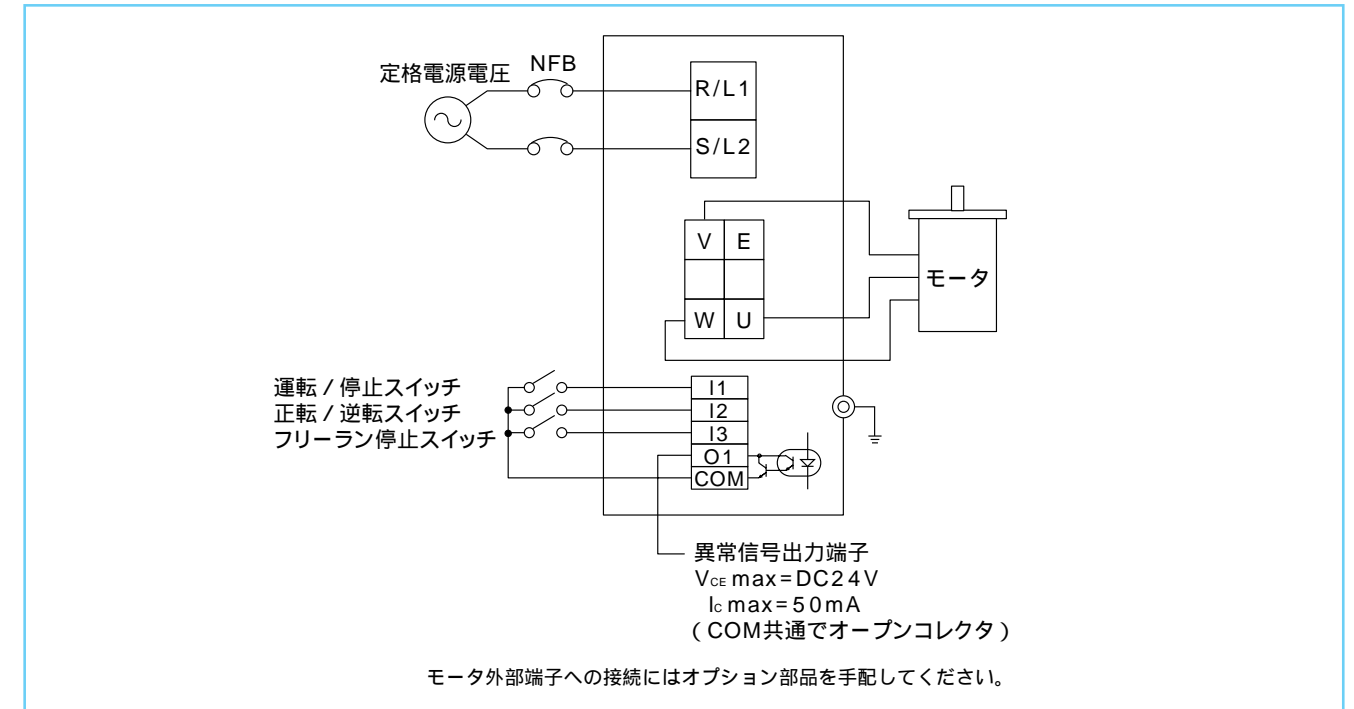 定格電源電圧
NFB
R/L1
S/L2
V
E
W
U
モータ
運転 / 停止スイッチ
正転 / 逆転スイッチ
フリーラン停止スイッチ
I1
I2
I3
O1
COM
異常信号出力端子
VCE max=DC24V
Ic max=50mA
(COM共通でオープンコレクタ)
モータ外部端子への接続にはオプション部品を手配してください。